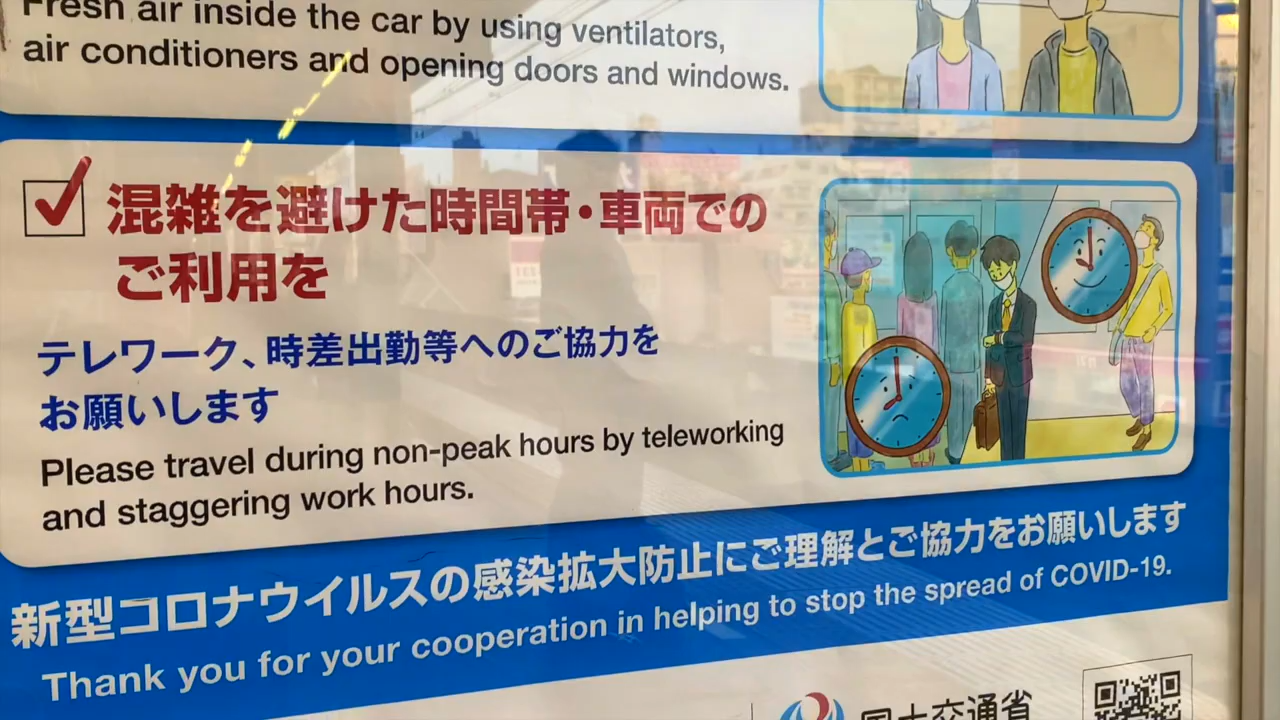 Fresh air inside the car by using ventilators,
air conditioners and opening doors and windows.
混雑を避けた時間帯・車両での
ご利用を
テレワーク、時差出勤等へのご協力を
お願いします
Please travel during non-peak hours by teleworking
and staggering work hours.
新型コロナウイルスの感染拡大防止にご理解とご協力をお願いします
Thank you for your cooperation in helping to stop the spread of COVID-19.
国土交通省